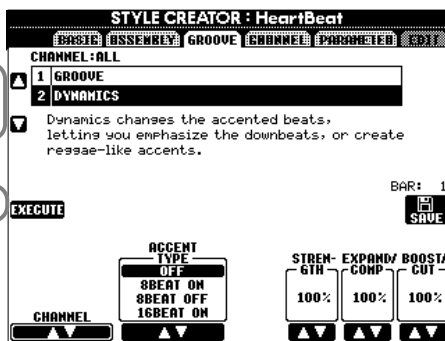 STYLE CREATOR : HeartBeat
BASIC ASSEMBLY GROOVE CHANNEL PARAMETER EDIT
CHANNEL:ALL
1 GROOVE
2 DYNAMICS
Dynamics changes the accented beats,
letting you emphasize the downbeats, or create
reggae-like accents.
BAR: 1
EXECUTE
SAVE
ACCENT
TYPE
OFF
8BEAT ON
8BEAT OFF
16BEAT ON
STREN-
GTH
100%
EXPAND/
COMP
100%
BOOST/
CUT
100%
CHANNEL